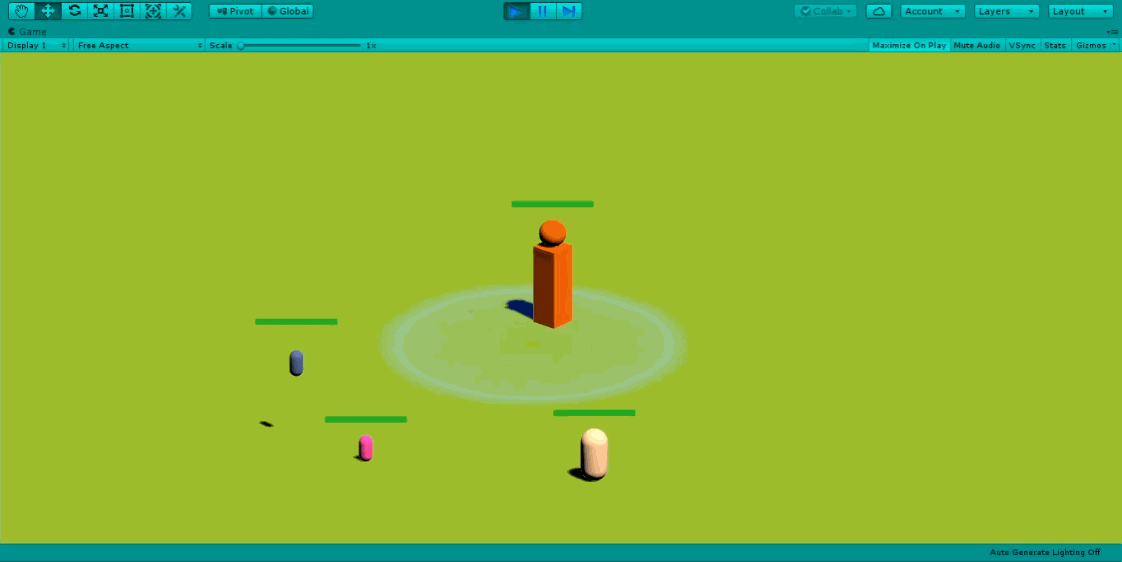 Pivot Global Collab Account Layers Layout
Game
Display 1 Free Aspect Scale 1x Maximize On Play Mute Audio VSync Stats Gizmos
Auto Generate Lighting Off